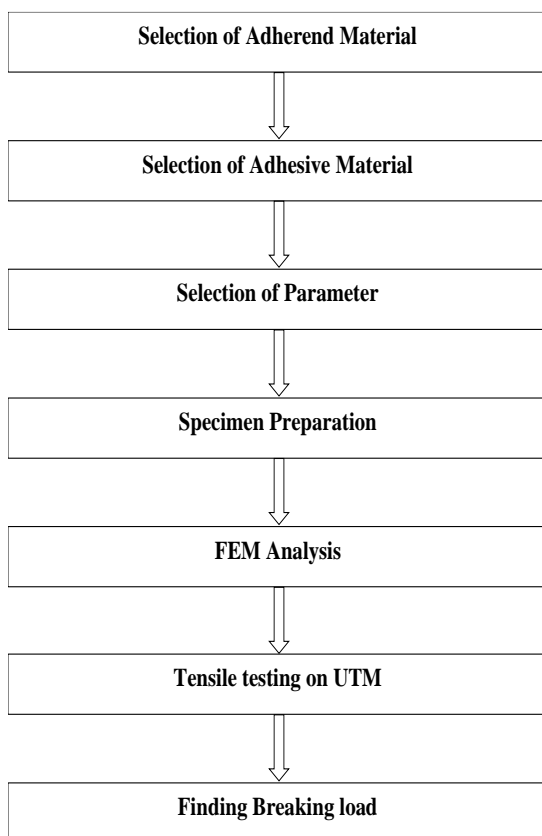 Selection of Adherend Material
Selection of Adhesive Material
Selection of Parameter
Specimen Preparation
FEM Analysis
Tensile testing on UTM
Finding Breaking load